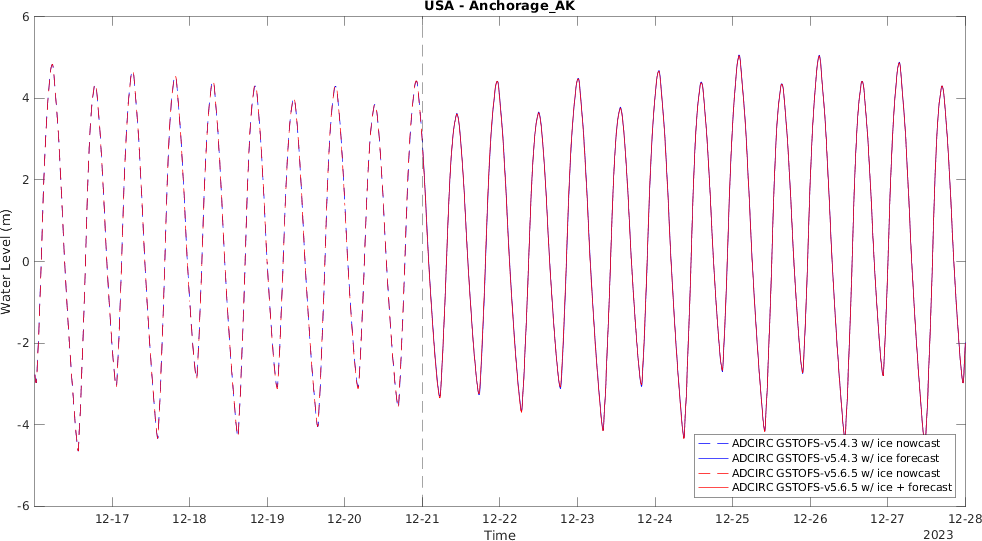 USA - Anchorage_AK
6
4
2
0
-2
-4
-6
Water Level (m)
ADCIRC GSTOFS-v5.4.3 w/ ice nowcast
ADCIRC GSTOFS-v5.4.3 w/ ice forecast
ADCIRC GSTOFS-v5.6.5 w/ ice nowcast
ADCIRC GSTOFS-v5.6.5 w/ ice + forecast
12-17 12-18 12-19 12-20 12-21 12-22 12-23 12-24 12-25 12-26 12-27 12-28
Time
2023